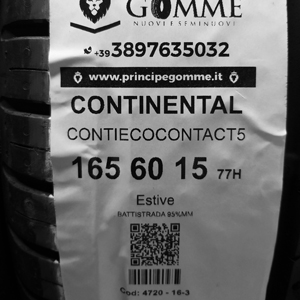 GOMME
NUOVI E SEMINUOVE
+39 3897635032
www.principegomme.it
CONTINENTAL
CONTIECOCONTACT5
165 60 15 77H
Estive
BATTISTRADA 95%MM
Cod: 4720 - 16-3